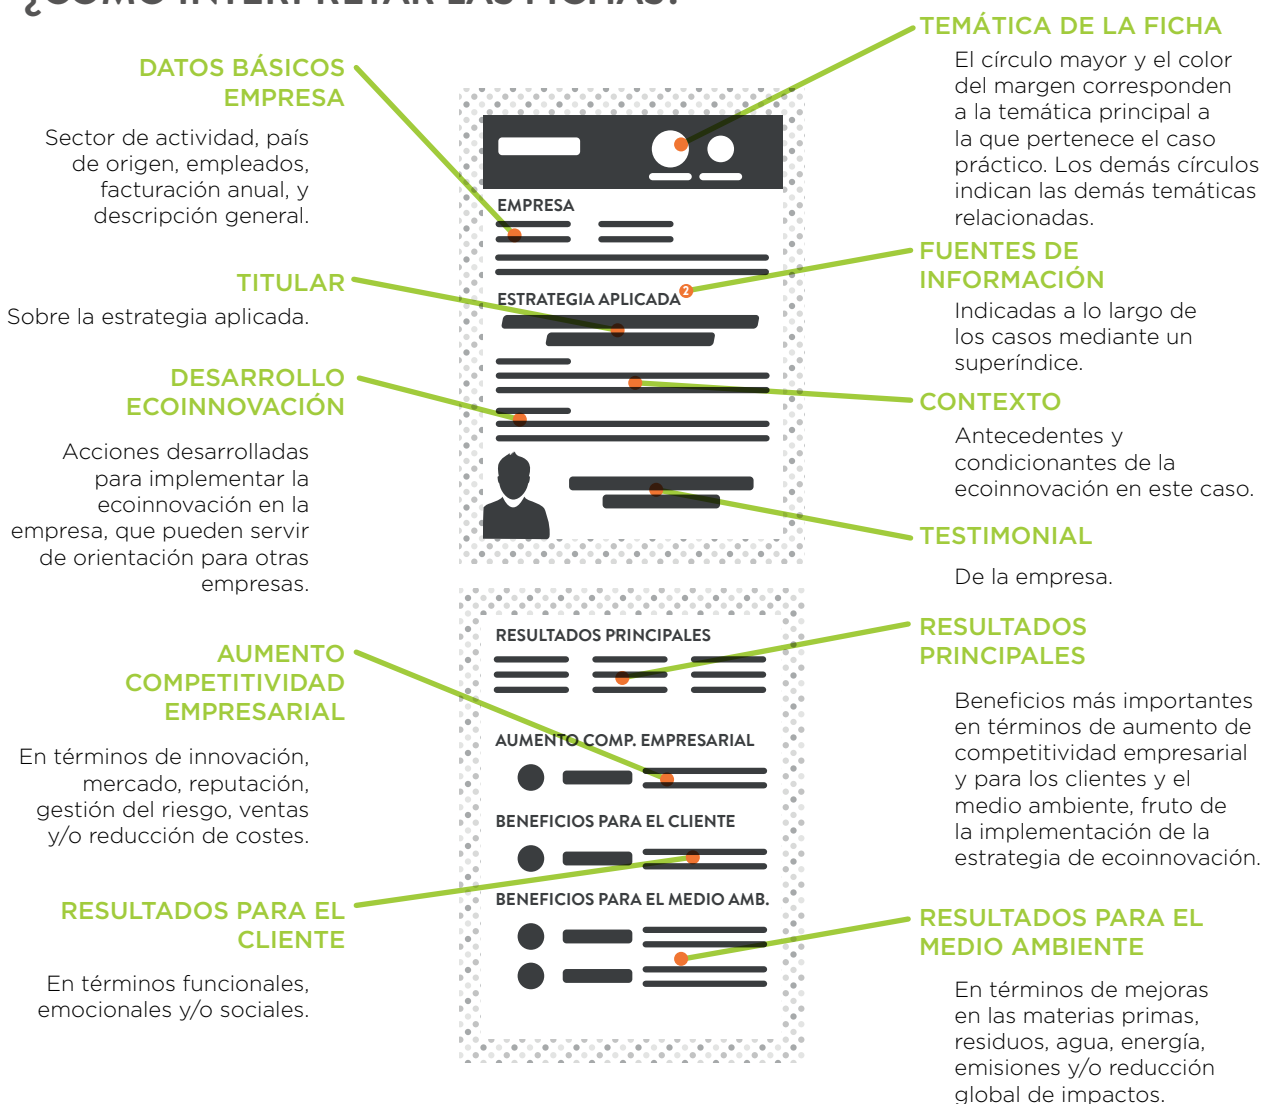 ¿CÓMO INTERPRETAR LAS FICHAS?
DATOS BÁSICOS
EMPRESA
Sector de actividad, país
de origen, empleados,
facturación anual, y
descripción general.
TITULAR
Sobre la estrategia aplicada.
DESARROLLO
ECOINNOVACIÓN
Acciones desarrolladas
para implementar la
ecoinnovación en la
empresa, que pueden servir
de orientación para otras
empresas.
AUMENTO
COMPETITIVIDAD
EMPRESARIAL
En términos de innovación,
mercado, reputación,
gestión del riesgo, ventas
y/o reducción de costes.
RESULTADOS PARA EL
CLIENTE
En términos funcionales,
emocionales y/o sociales.
EMPRESA
ESTRATEGIA APLICADA2
RESULTADOS PRINCIPALES
AUMENTO COMP. EMPRESARIAL
BENEFICIOS PARA EL CLIENTE
BENEFICIOS PARA EL MEDIO AMB.
TEMÁTICA DE LA FICHA
El círculo mayor y el color
del margen corresponden
a la temática principal a
la que pertenece el caso
práctico. Los demás círculos
indican las demás temáticas
relacionadas.
FUENTES DE
INFORMACIÓN
Indicadas a lo largo de
los casos mediante un
superíndice.
CONTEXTO
Antecedentes y
condicionantes de la
ecoinnovación en este caso.
TESTIMONIAL
De la empresa.
RESULTADOS
PRINCIPALES
Beneficios más importantes
en términos de aumento de
competitividad empresarial
y para los clientes y el
medio ambiente, fruto de
la implementación de la
estrategia de ecoinnovación.
RESULTADOS PARA EL
MEDIO AMBIENTE
En términos de mejoras
en las materias primas,
residuos, agua, energía,
emisiones y/o reducción
global de impactos.